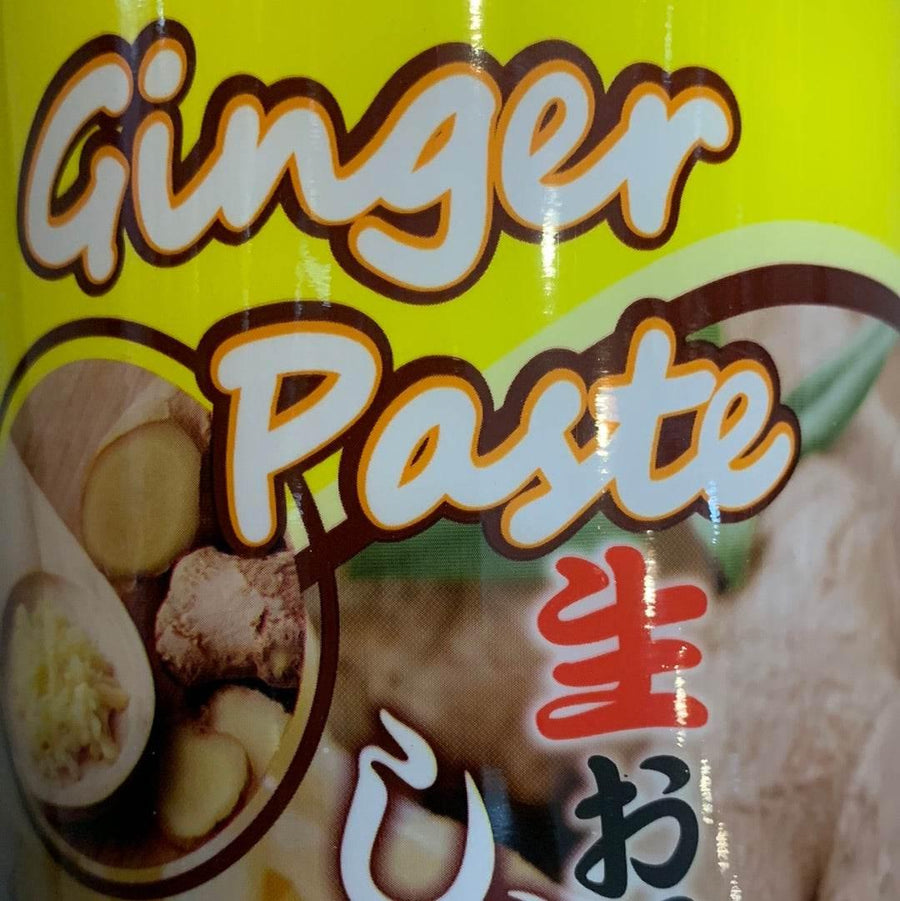 Ginger
Paste
生お